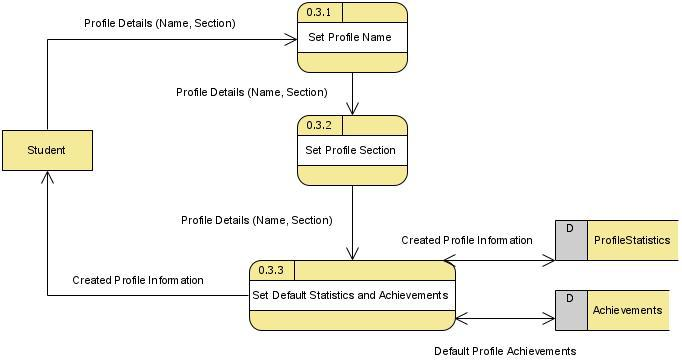 0.3.1
Profile Details (Name, Section)
Set Profile Name
Profile Details (Name, Section)
0.3.2
Student
Set Profile Section
Profile Details (Name, Section)
D
Created Profile Information
ProfileStatistics
0.3.3
Created Profile Information
Set Default Statistics and Achievements
D
Achievements
Default Profile Achievements